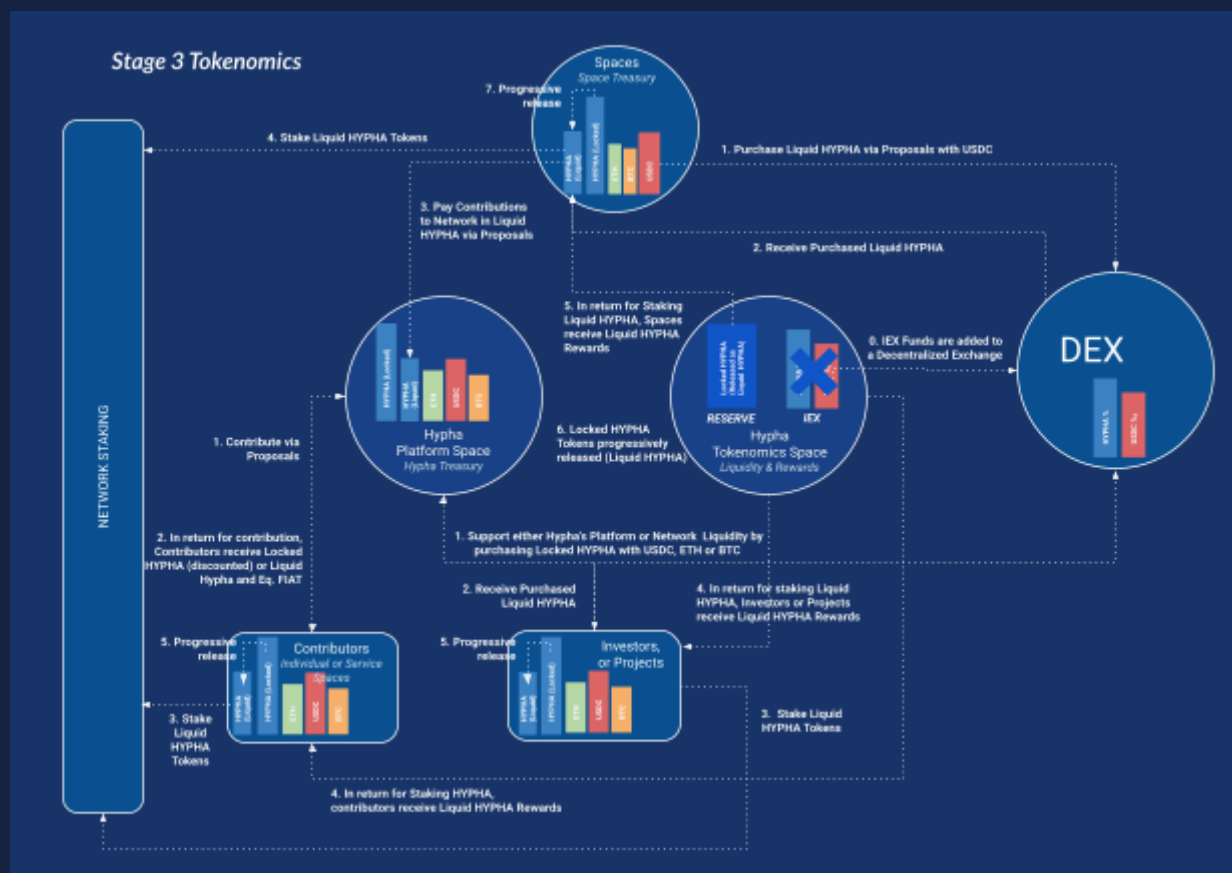 Stage 3 Tokenomics
Spaces
Space Treasury
7. Progressive
release
HYPHA
(Liquid)
HYPHA (Locked)
ETH
BTC
USDC
4. Stake Liquid HYPHA Tokens
1. Purchase Liquid HYPHA via Proposals with USDC
3. Pay Contributions
to Network in Liquid
HYPHA via Proposals
2. Receive Purchased Liquid HYPHA
5. In return for Staking
Liquid HYPHA, Spaces
receive Liquid HYPHA
Rewards
0. IEX Funds are added to
a Decentralized Exchange
DEX
HYPHA %
USDC %
NETWORK STAKING
HYPHA (Locked)
HYPHA
(Liquid)
ETH
USDC
BTC
Hypha
Platform Space
Hypha Treasury
Locked HYPHA
(Released as
Liquid HYPHA)
RESERVE
IEX
Hypha
Tokenomics Space
Liquidity & Rewards
6. Locked HYPHA
Tokens progressively
released (Liquid HYPHA)
1. Contribute via
Proposals
2. In return for contribution,
Contributors receive Locked
HYPHA (discounted) or Liquid
Hypha and Eq. FIAT
1. Support either Hypha's Platform or Network Liquidity by
purchasing Locked HYPHA with USDC, ETH or BTC
2. Receive Purchased
Liquid HYPHA
4. In return for staking Liquid
HYPHA, Investors or Projects
receive Liquid HYPHA Rewards
5. Progressive
release
Contributors
Individual or Service
Spaces
HYPHA
(Liquid)
HYPHA (Locked)
ETH
USDC
BTC
5. Progressive
release
Investors,
or Projects
HYPHA
(Liquid)
HYPHA (Locked)
ETH
USDC
BTC
3. Stake
Liquid
HYPHA
Tokens
3. Stake Liquid
HYPHA Tokens
4. In return for Staking HYPHA,
contributors receive Liquid HYPHA Rewards